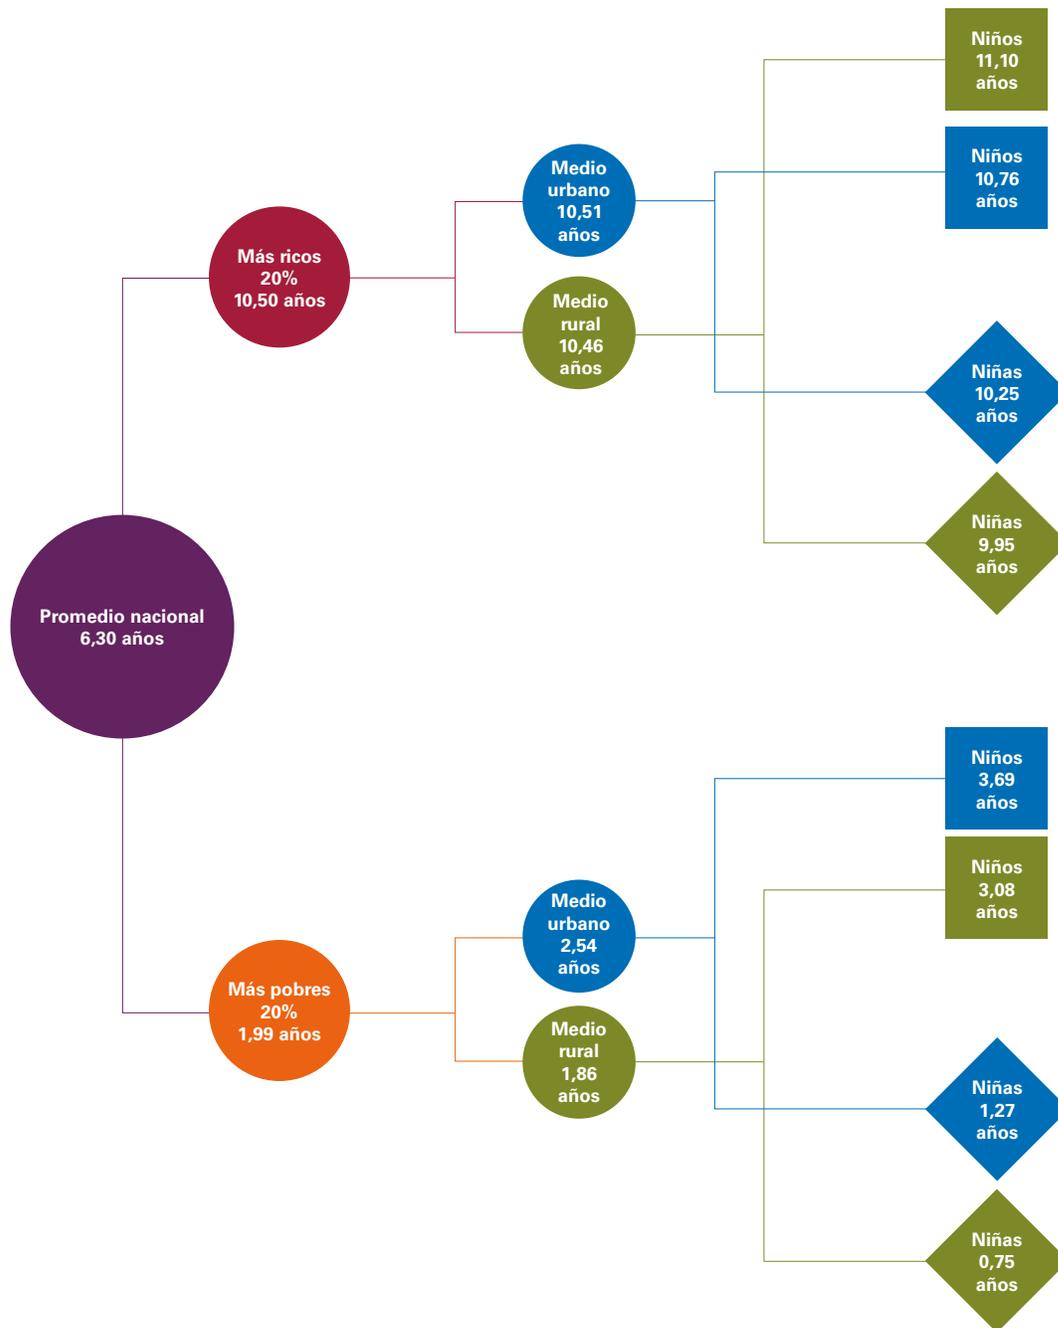 Niños
11,10
años
Niños
10,76
años
Medio
urbano
10,51
años
Más ricos
20%
10,50 años
Medio
rural
10,46
años
Niñas
10,25
años
Niñas
9,95
años
Promedio nacional
6,30 años
Niños
3,69
años
Niños
3,08
años
Medio
urbano
2,54
años
Más pobres
20%
1,99 años
Medio
rural
1,86
años
Niñas
1,27
años
Niñas
0,75
años